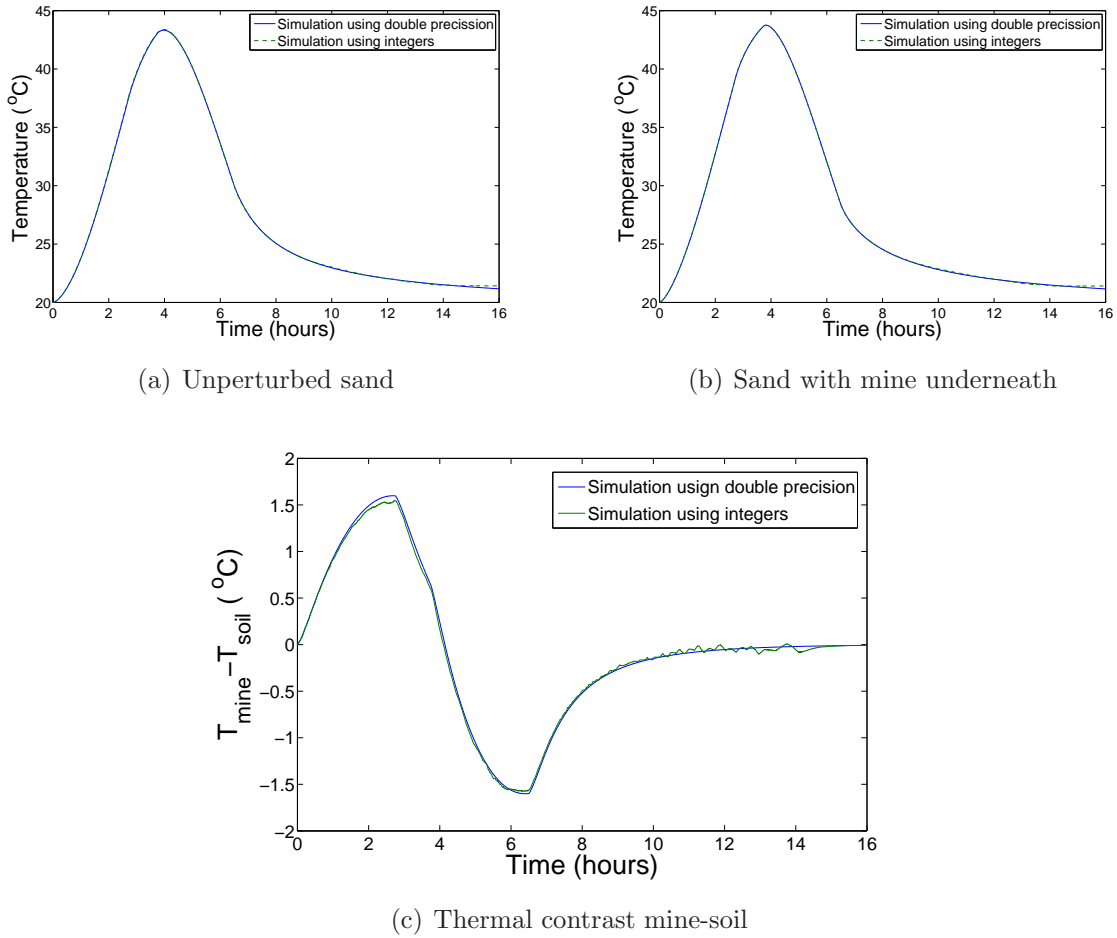 45
40
35
30
25
20
Temperature ( °C)
0 2 4 6 8 10 12 14 16
Time (hours)
Simulation using double precission
Simulation using integers
(a) Unperturbed sand
45
40
35
30
25
20
Temperature ( °C)
0 2 4 6 8 10 12 14 16
Time (hours)
Simulation using double precission
Simulation using integers
(b) Sand with mine underneath
2
1.5
1
0.5
0
−0.5
−1
−1.5
−2
T_mine−T_soil ( °C)
0 2 4 6 8 10 12 14 16
Time (hours)
Simulation usign double precision
Simulation using integers
(c) Thermal contrast mine-soil